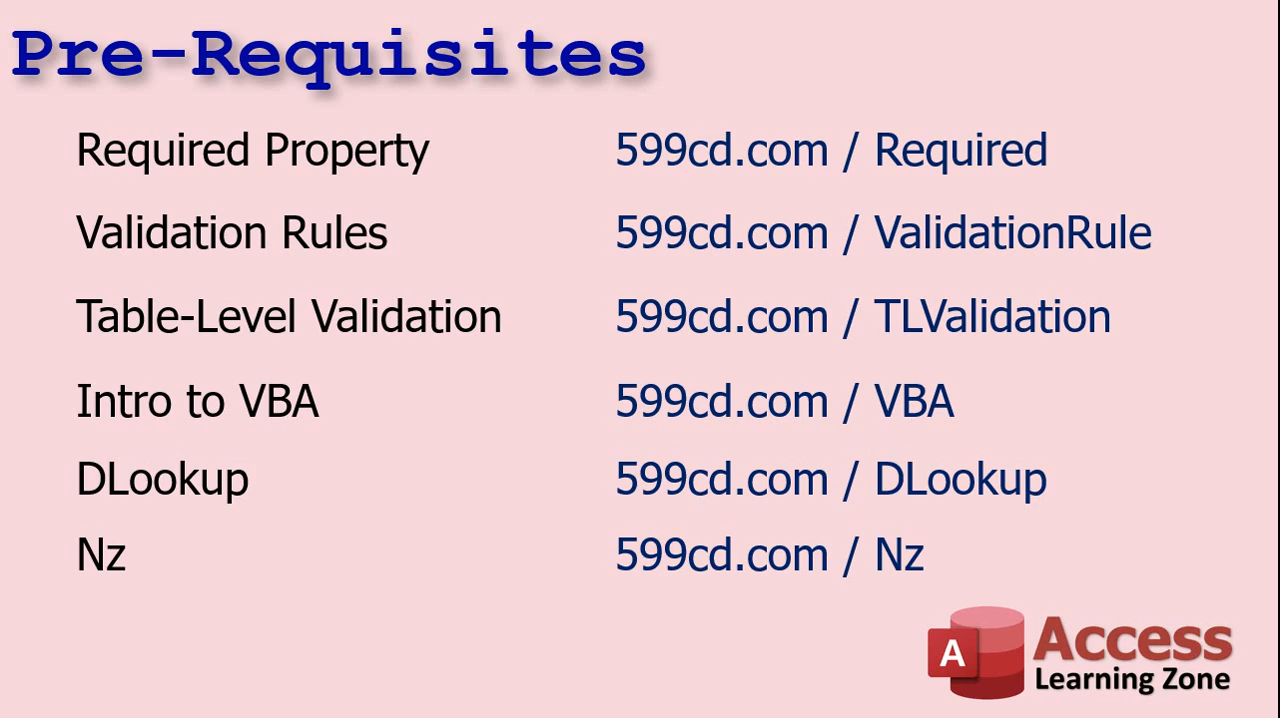 Pre-Requisites
Required Property 599cd.com / Required
Validation Rules 599cd.com / ValidationRule
Table-Level Validation 599cd.com / TLValidation
Intro to VBA 599cd.com / VBA
DLookup 599cd.com / DLookup
Nz 599cd.com / Nz
A Access
Learning Zone